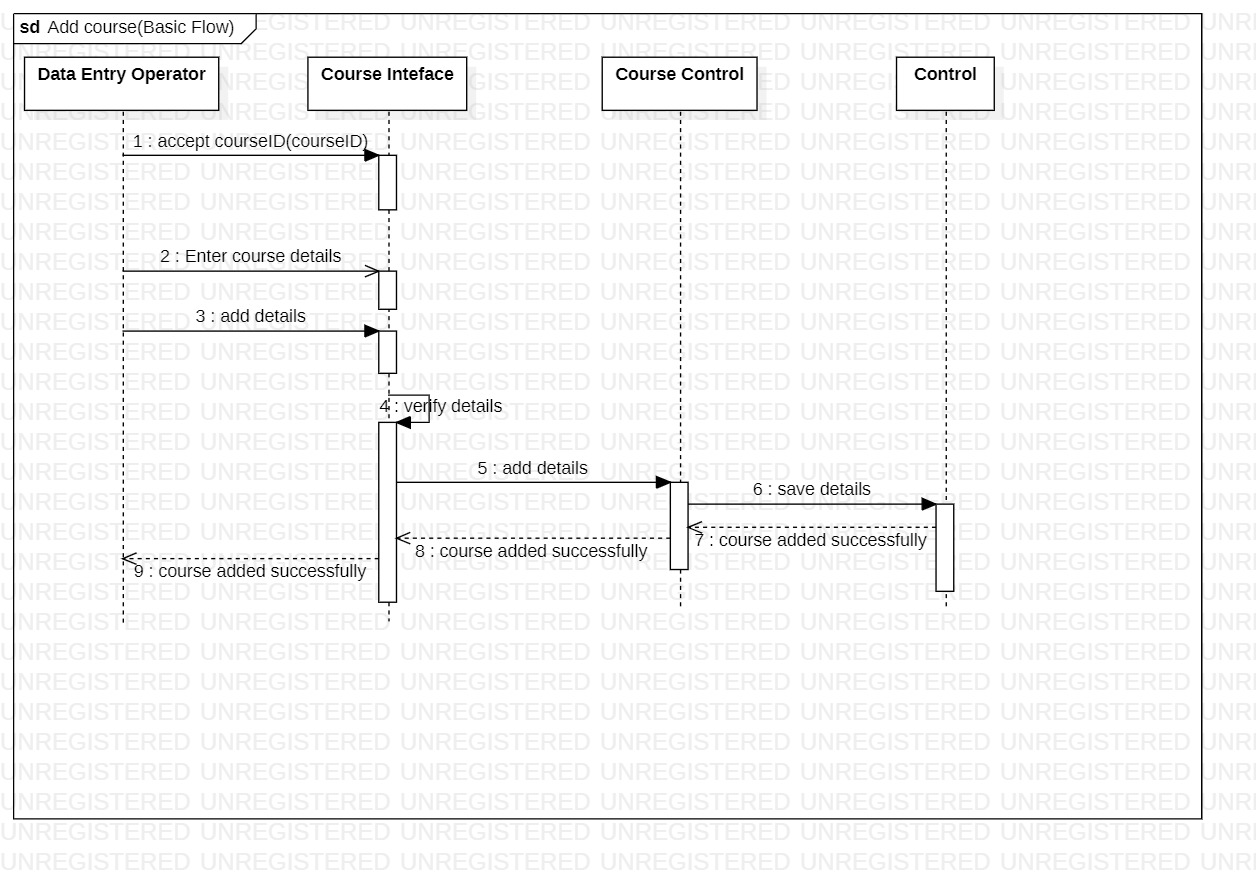 sd Add course(Basic Flow)
Data Entry Operator
Course Inteface
Course Control
Control
1 : accept courseID(courseID)
2 : Enter course details
3 : add details
4 : verify details
5 : add details
6 : save details
7 : course added successfully
8 : course added successfully
9 : course added successfully
UNREGISTERED